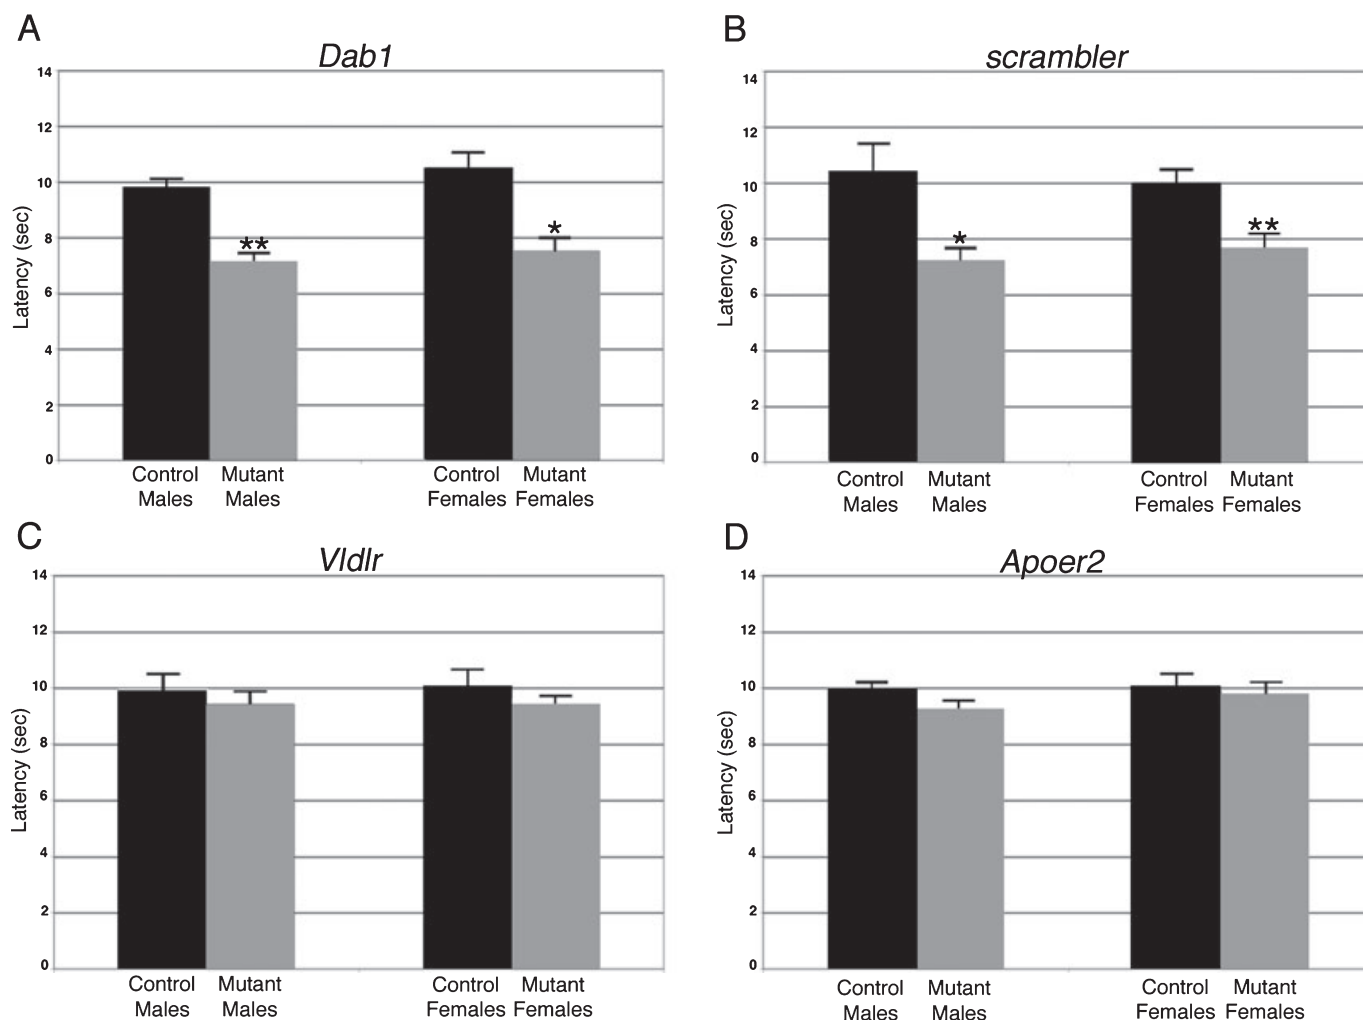 A
Dab1
14
12
10
8
6
4
2
0
Latency (sec)
**
*
Control Mutant
Males Males
Control Mutant
Females Females
B
scrambler
14
12
10
8
6
4
2
0
Latency (sec)
*
**
Control Mutant
Males Males
Control Mutant
Females Females
C
Vldlr
14
12
10
8
6
4
2
0
Latency (sec)
Control Mutant
Males Males
Control Mutant
Females Females
D
Apoer2
14
12
10
8
6
4
2
0
Latency (sec)
Control Mutant
Males Males
Control Mutant
Females Females